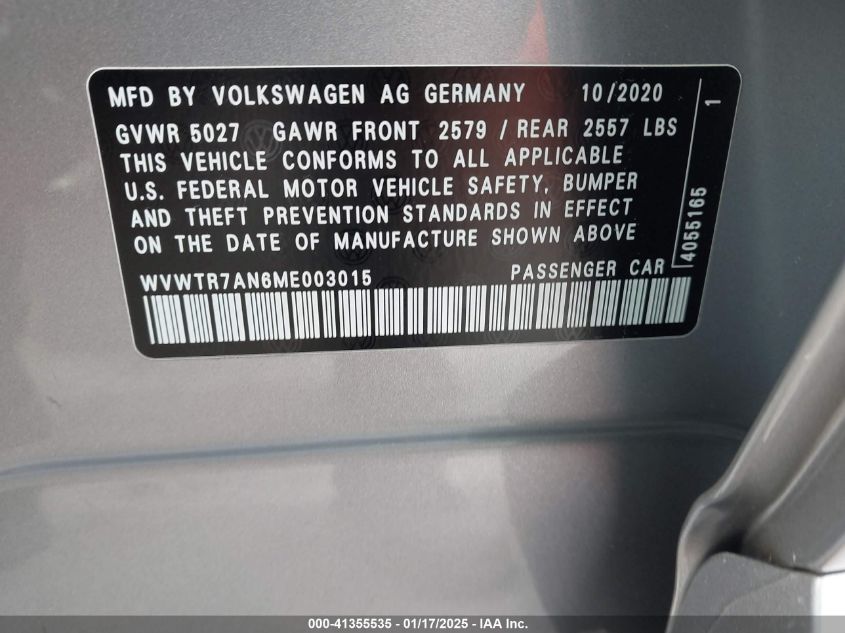 MFD BY VOLKSWAGEN AG GERMANY 10/2020
GVWR 5027 GAWR FRONT 2579 / REAR 2557 LBS
THIS VEHICLE CONFORMS TO ALL APPLICABLE
U.S. FEDERAL MOTOR VEHICLE SAFETY, BUMPER
AND THEFT PREVENTION STANDARDS IN EFFECT
ON THE DATE OF MANUFACTURE SHOWN ABOVE
WVWTR7AN6ME003015 PASSENGER CAR
4055165 1
000-41355535 - 01/17/2025 - IAA Inc.